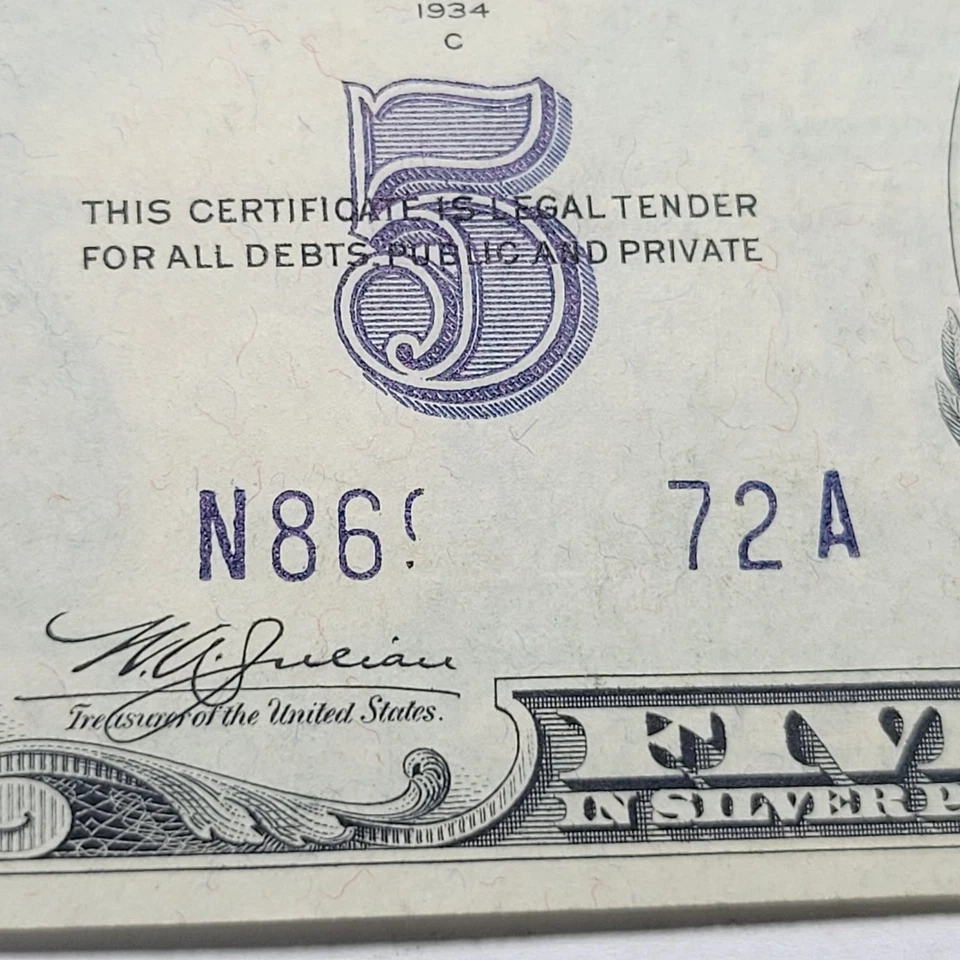 1934
C
5
THIS CERTIFICATE IS LEGAL TENDER
FOR ALL DEBTS, PUBLIC AND PRIVATE
N86 72A
W.A. Julian
Treasurer of the United States.
FIV
IN SILVER